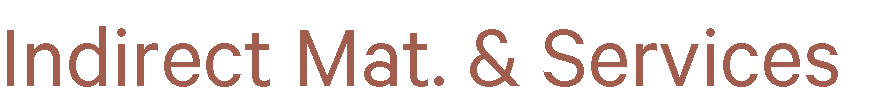 Indirect Mat. & Services